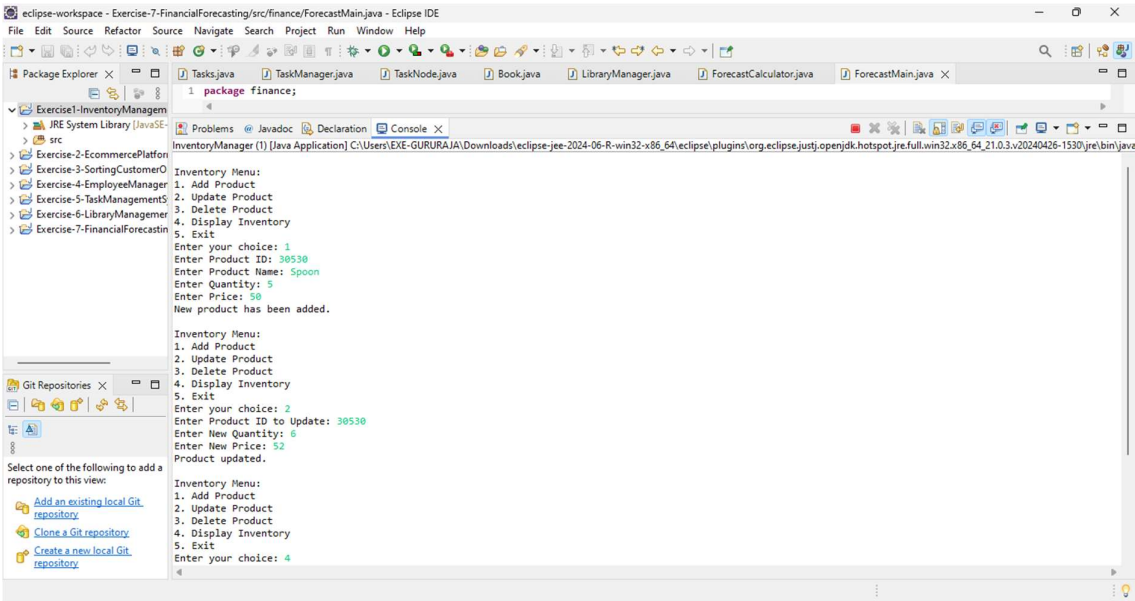 eclipse-workspace - Exercise-7-FinancialForecasting/src/finance/ForecastMain.java - Eclipse IDE
File Edit Source Refactor Source Navigate Search Project Run Window Help
Package Explorer
Tasks.java TaskManager.java TaskNode.java Book.java LibraryManager.java ForecastCalculator.java ForecastMain.java
1 package finance;
Exercise1-InventoryManagem
JRE System Library [JavaSE-
src
Exercise-2-EcommercePlatforr
Exercise-3-SortingCustomerO
Exercise-4-EmployeeManager
Exercise-5-TaskManagementS
Exercise-6-LibraryManagemer
Exercise-7-FinancialForecastin
Problems Javadoc Declaration Console
InventoryManager (1) [Java Application] C:\Users\EXE-GURURAJA\Downloads\eclipse-jee-2024-06-R-win32-x86_64\eclipse\plugins\org.eclipse.justj.openjdk.hotspot.jre.full.win32.x86_64_21.0.3.v20240426-1530\jre\bin\java
Inventory Menu:
1. Add Product
2. Update Product
3. Delete Product
4. Display Inventory
5. Exit
Enter your choice: 1
Enter Product ID: 30530
Enter Product Name: Spoon
Enter Quantity: 5
Enter Price: 50
New product has been added.
Inventory Menu:
1. Add Product
2. Update Product
3. Delete Product
4. Display Inventory
5. Exit
Enter your choice: 2
Enter Product ID to Update: 30530
Enter New Quantity: 6
Enter New Price: 52
Product updated.
Inventory Menu:
1. Add Product
2. Update Product
3. Delete Product
4. Display Inventory
5. Exit
Enter your choice: 4
Git Repositories
Select one of the following to add a
repository to this view:
Add an existing local Git
repository
Clone a Git repository
Create a new local Git
repository